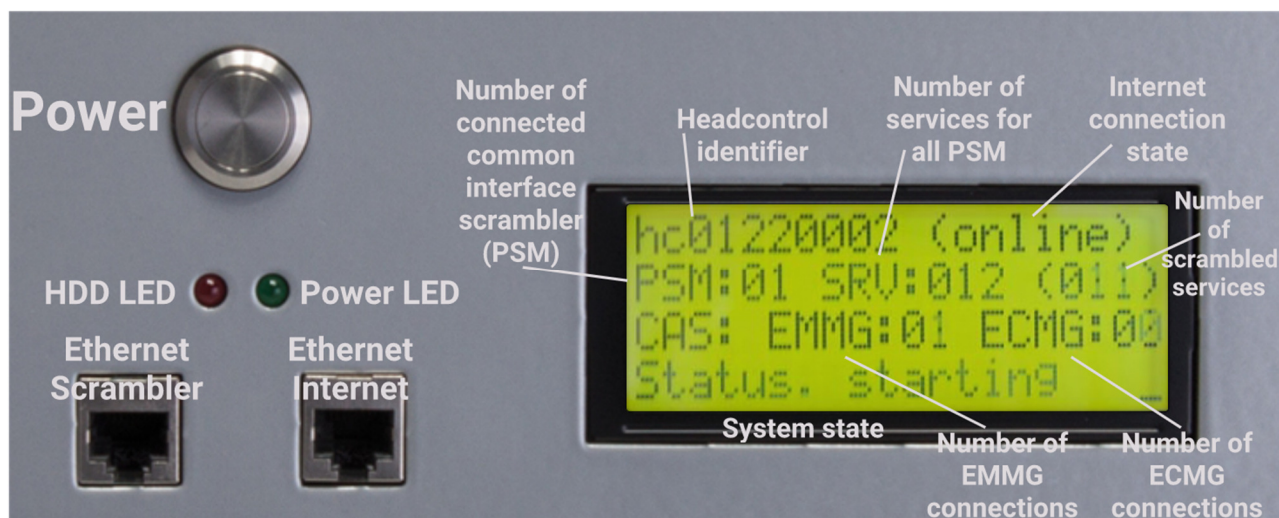 Power
Number of
connected
common
interface
scrambler
(PSM)
Headcontrol
identifier
Number of
services for
all PSM
Internet
connection
state
Number
of
scrambled
services
hc01220002 (online)
PSM:01 SRV:012 (011)
CAS: EMMG:01 ECMG:00
Status. starting _
HDD LED
Power LED
Ethernet
Scrambler
Ethernet
Internet
System state
Number of
EMMG
connections
Number of
ECMG
connections